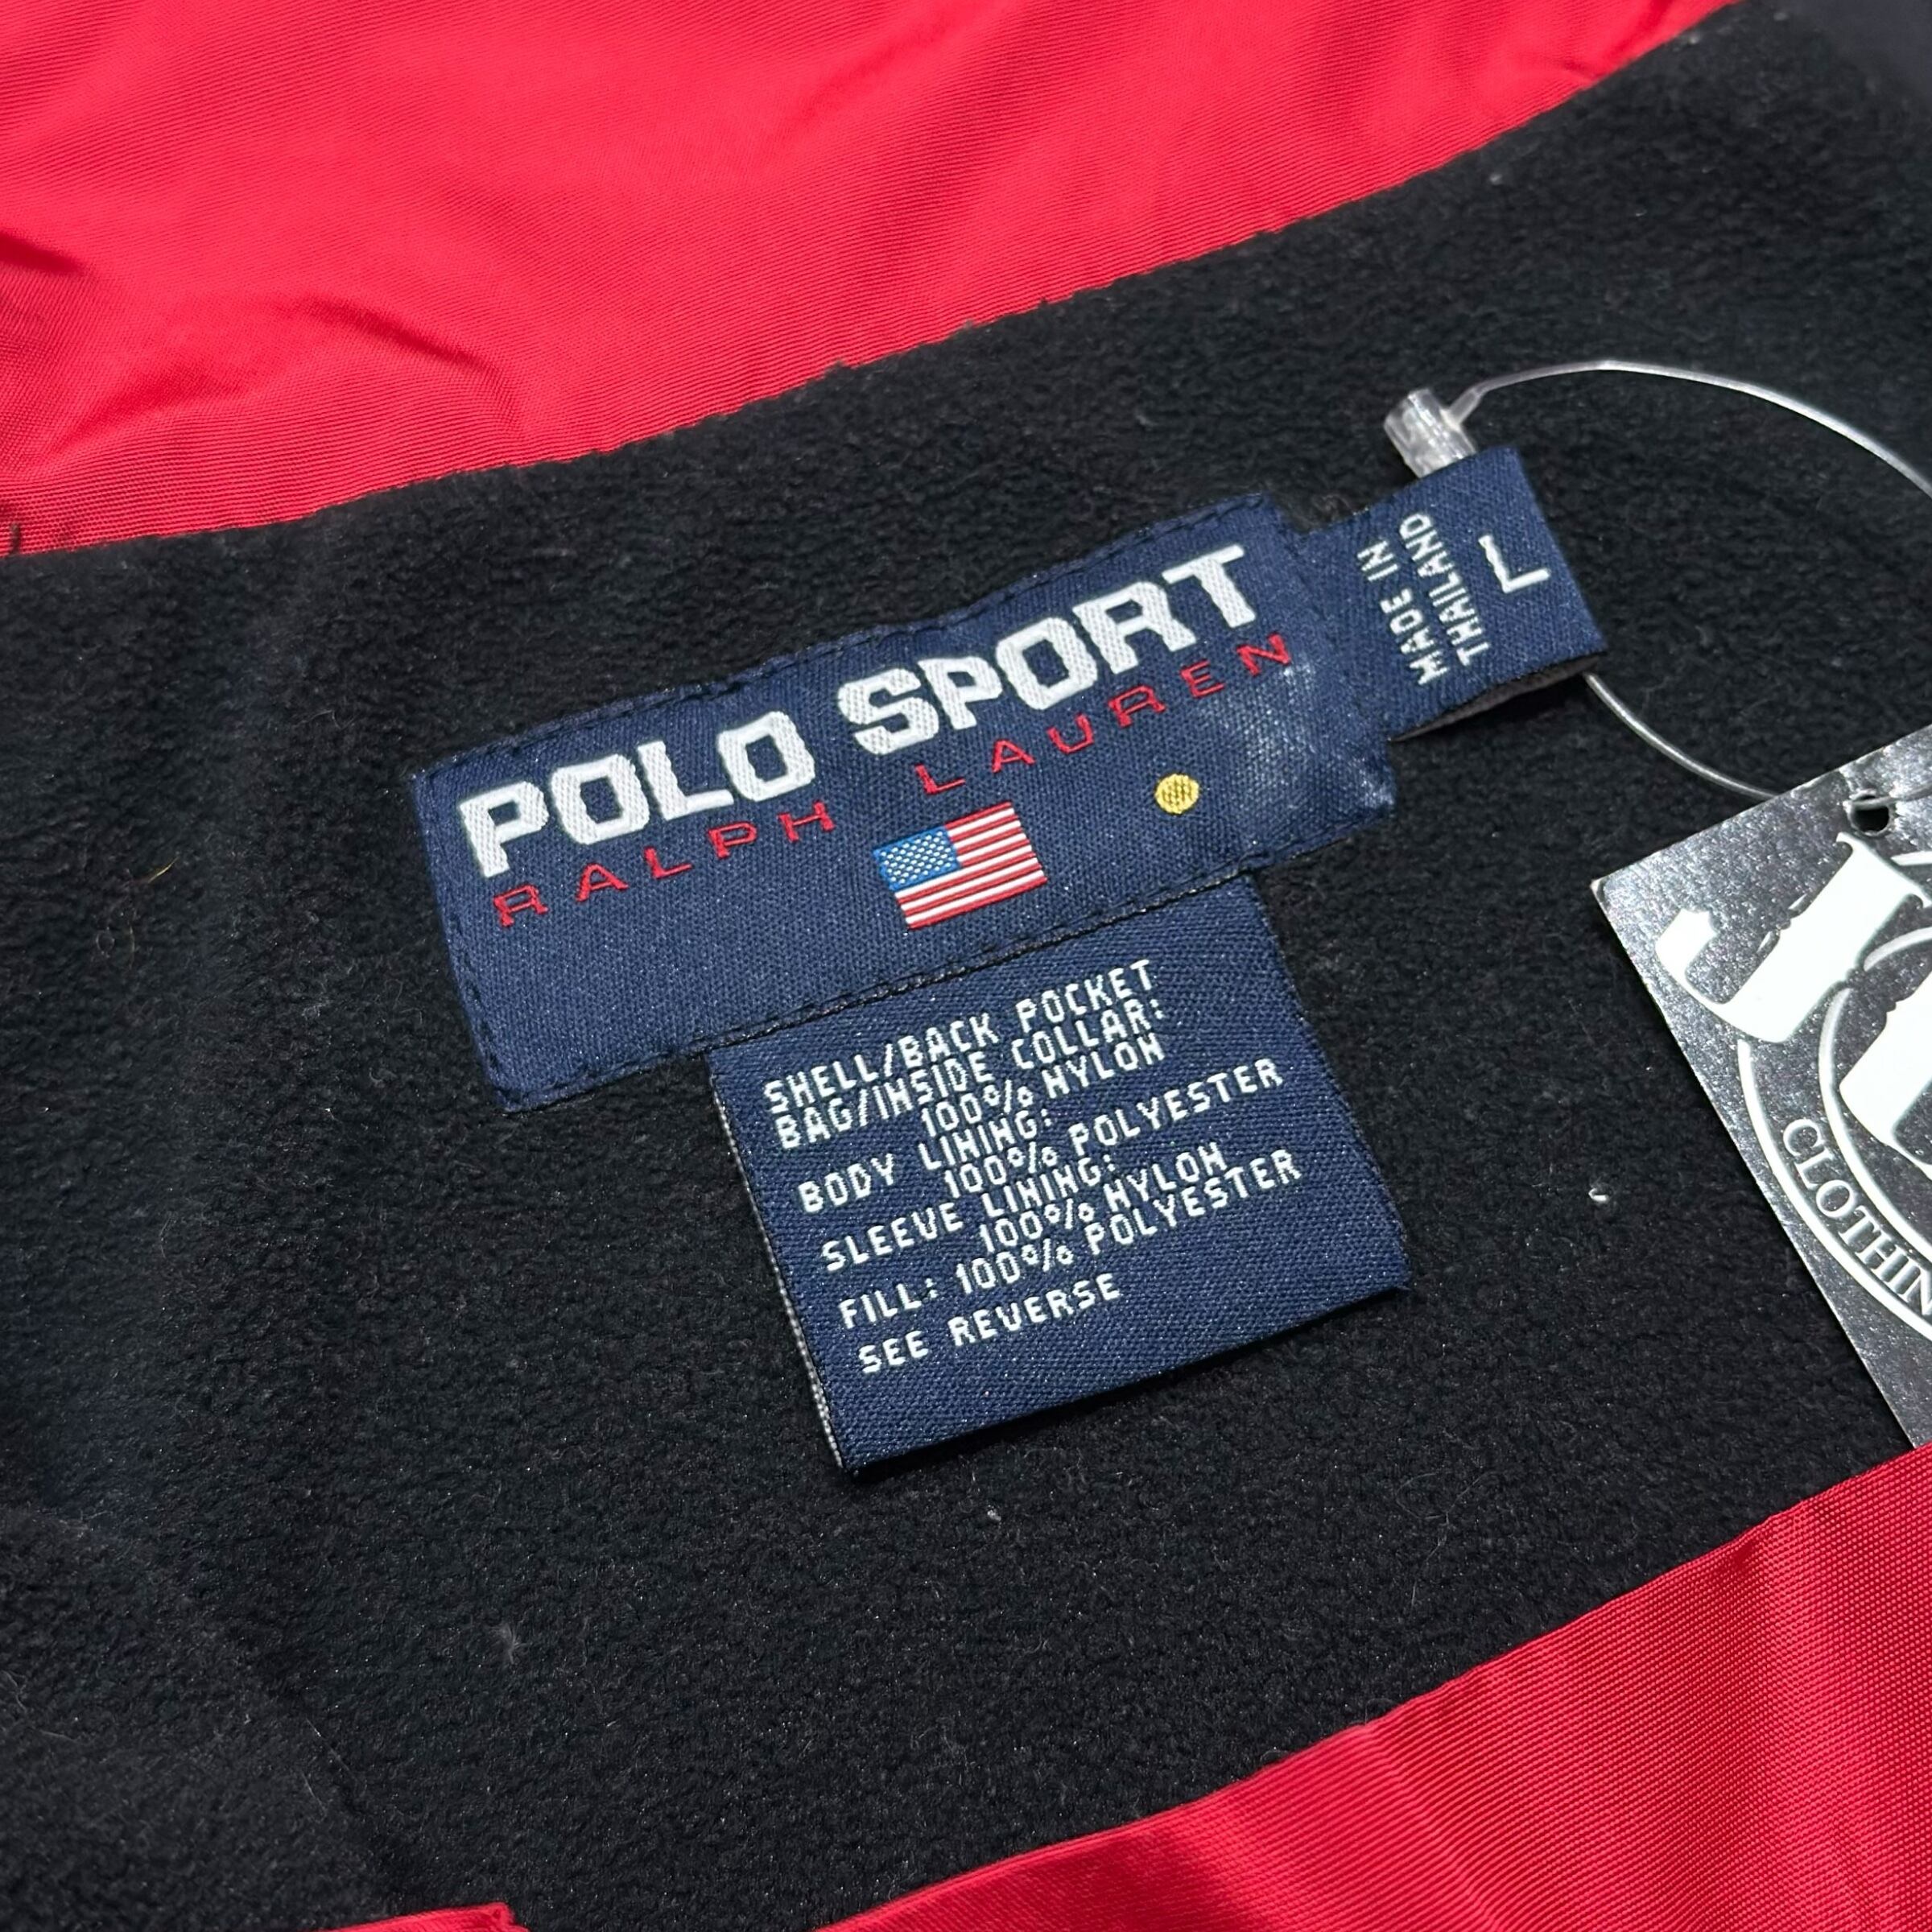 POLO SPORT
RALPH LAUREN
MADE IN
THAILAND
L
SHELL/BACK POCKET
BAG/INSIDE COLLAR:
100% NYLON
BODY LINING:
100% POLYESTER
SLEEVE LINING:
100% NYLON
FILL: 100% POLYESTER
SEE REVERSE